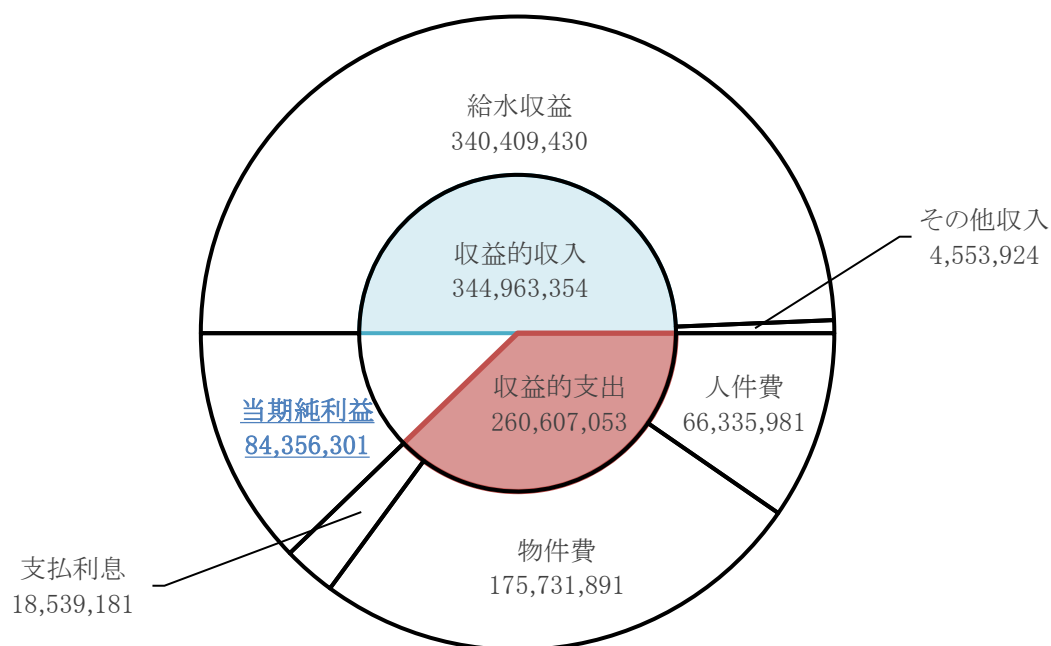 給水収益
340,409,430
その他収入
4,553,924
収益的収入
344,963,354
収益的支出
260,607,053
人件費
66,335,981
当期純利益
84,356,301
物件費
175,731,891
支払利息
18,539,181